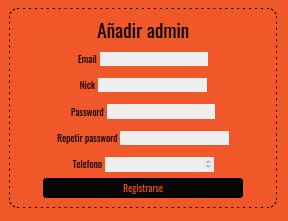 Añadir admin
Email
Nick
Password
Repetir password
Telefono
Registrarse